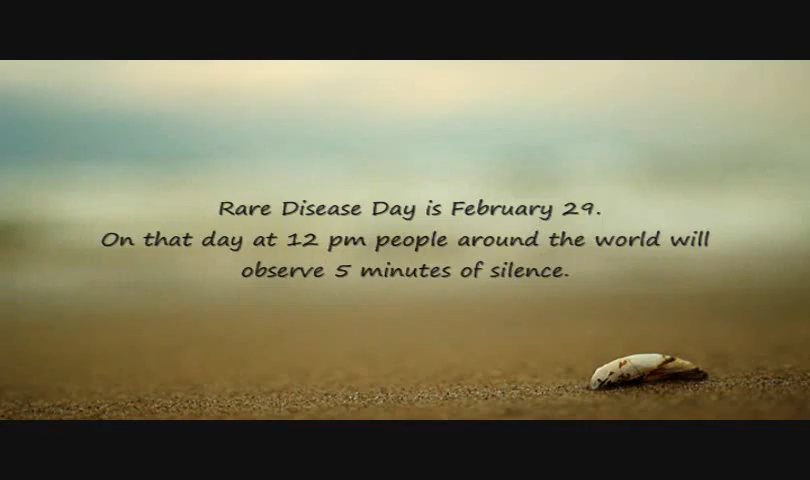 Rare Disease Day is February 29.
On that day at 12 pm people around the world will
observe 5 minutes of silence.